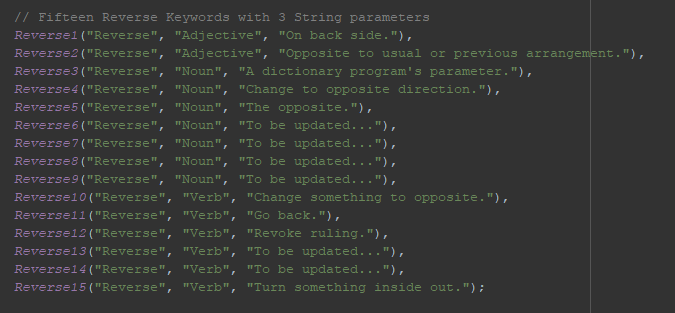 // Fifteen Reverse Keywords with 3 String parameters
Reverse1("Reverse", "Adjective", "On back side."),
Reverse2("Reverse", "Adjective", "Opposite to usual or previous arrangement."),
Reverse3("Reverse", "Noun", "A dictionary program's parameter."),
Reverse4("Reverse", "Noun", "Change to opposite direction."),
Reverse5("Reverse", "Noun", "The opposite."),
Reverse6("Reverse", "Noun", "To be updated..."),
Reverse7("Reverse", "Noun", "To be updated..."),
Reverse8("Reverse", "Noun", "To be updated..."),
Reverse9("Reverse", "Noun", "To be updated..."),
Reverse10("Reverse", "Verb", "Change something to opposite."),
Reverse11("Reverse", "Verb", "Go back."),
Reverse12("Reverse", "Verb", "Revoke ruling."),
Reverse13("Reverse", "Verb", "To be updated..."),
Reverse14("Reverse", "Verb", "To be updated..."),
Reverse15("Reverse", "Verb", "Turn something inside out.");